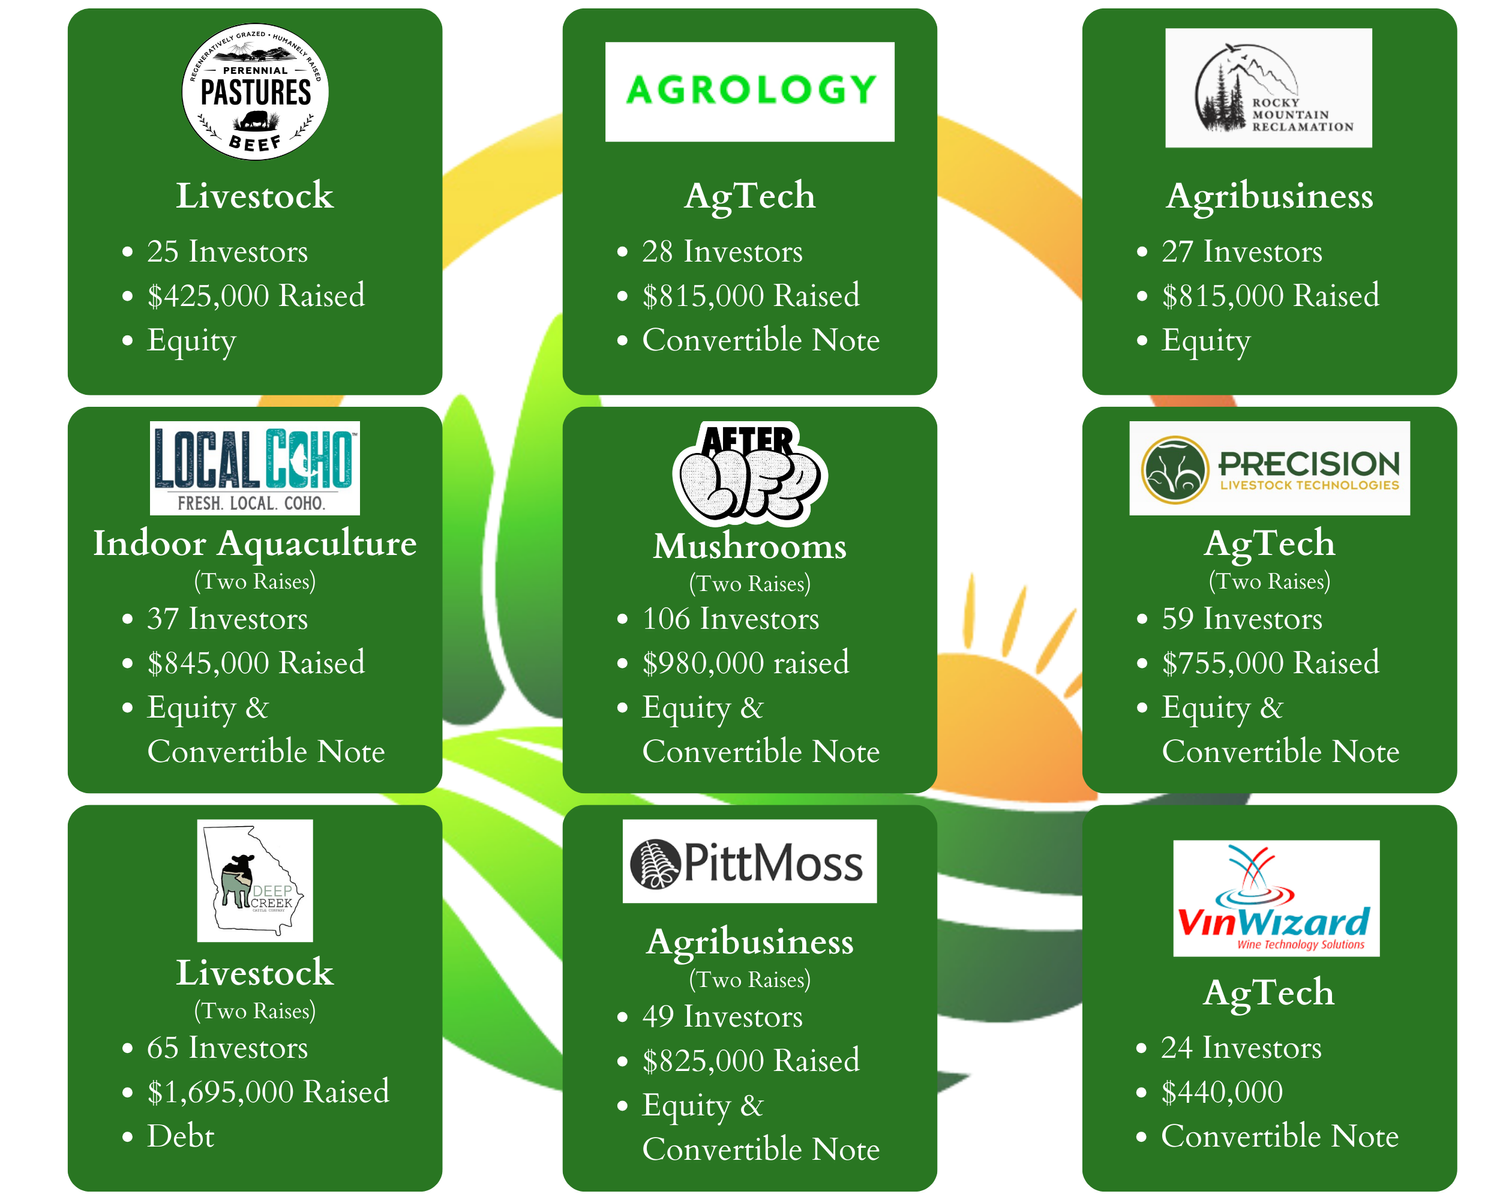 REGENERATIVELY GRAZED • HUMANELY RAISED
PERENNIAL
PASTURES
BEEF
Livestock
• 25 Investors
• $425,000 Raised
• Equity
AGROLOGY
AgTech
• 28 Investors
• $815,000 Raised
• Convertible Note
ROCKY
MOUNTAIN
RECLAMATION
Agribusiness
• 27 Investors
• $815,000 Raised
• Equity
LOCAL COHO™
FRESH. LOCAL. COHO.
Indoor Aquaculture
(Two Raises)
• 37 Investors
• $845,000 Raised
• Equity &
Convertible Note
AFTER
LIFE
Mushrooms
(Two Raises)
• 106 Investors
• $980,000 raised
• Equity &
Convertible Note
PRECISION
LIVESTOCK TECHNOLOGIES
AgTech
(Two Raises)
• 59 Investors
• $755,000 Raised
• Equity &
Convertible Note
DEEP
CREEK
CATTLE COMPANY
Livestock
(Two Raises)
• 65 Investors
• $1,695,000 Raised
• Debt
PittMoss
Agribusiness
(Two Raises)
• 49 Investors
• $825,000 Raised
• Equity &
Convertible Note
VINWIZARD
Wine Technology Solutions
AgTech
• 24 Investors
• $440,000
• Convertible Note